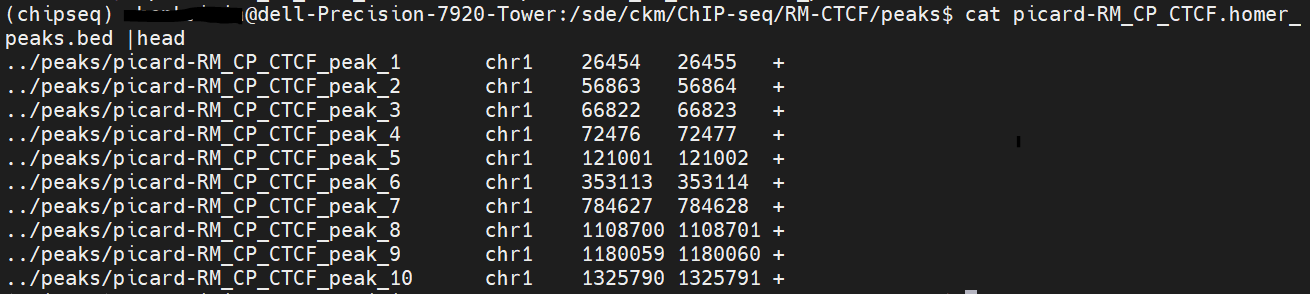 (chipseq) @dell-Precision-7920-Tower:/sde/ckm/ChIP-seq/RM-CTCF/peaks$ cat picard-RM_CP_CTCF.homer_
peaks.bed |head
../peaks/picard-RM_CP_CTCF_peak_1 chr1 26454 26455 +
../peaks/picard-RM_CP_CTCF_peak_2 chr1 56863 56864 +
../peaks/picard-RM_CP_CTCF_peak_3 chr1 66822 66823 +
../peaks/picard-RM_CP_CTCF_peak_4 chr1 72476 72477 +
../peaks/picard-RM_CP_CTCF_peak_5 chr1 121001 121002 +
../peaks/picard-RM_CP_CTCF_peak_6 chr1 353113 353114 +
../peaks/picard-RM_CP_CTCF_peak_7 chr1 784627 784628 +
../peaks/picard-RM_CP_CTCF_peak_8 chr1 1108700 1108701 +
../peaks/picard-RM_CP_CTCF_peak_9 chr1 1180059 1180060 +
../peaks/picard-RM_CP_CTCF_peak_10 chr1 1325790 1325791 +